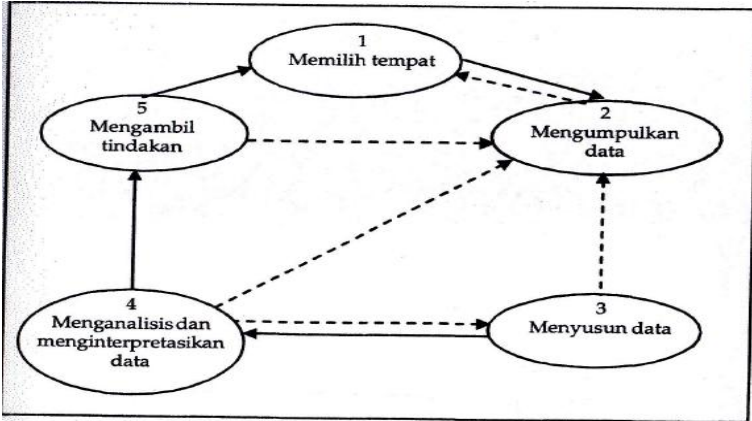 1
Memilih tempat
2
Mengumpulkan
data
3
Menyusun data
4
Menganalisis dan
menginterpretasikan
data
5
Mengambil
tindakan